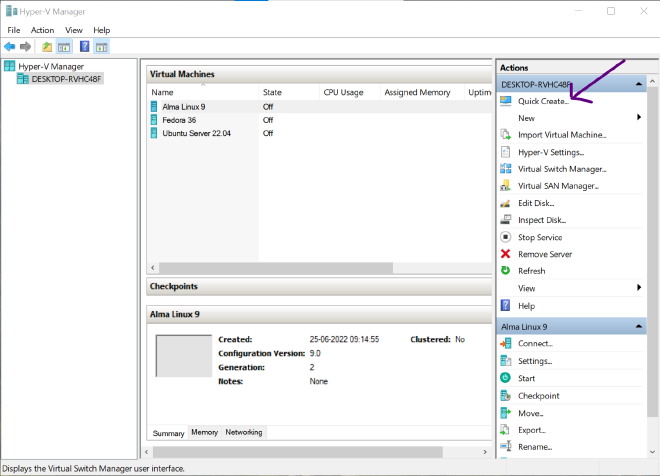 Hyper-V Manager
File Action View Help
Hyper-V Manager
DESKTOP-RVHC48F
Virtual Machines
Name State CPU Usage Assigned Memory Uptim
Alma Linux 9 Off
Fedora 36 Off
Ubuntu Server 22.04 Off
Checkpoints
Alma Linux 9
Created: 25-06-2022 09:14:55 Clustered: No
Configuration Version: 9.0
Generation: 2
Notes: None
Summary Memory Networking
Actions
DESKTOP-RVHC48F
Quick Create...
New
Import Virtual Machine...
Hyper-V Settings...
Virtual Switch Manager...
Virtual SAN Manager...
Edit Disk...
Inspect Disk...
Stop Service
Remove Server
Refresh
View
Help
Alma Linux 9
Connect...
Settings...
Start
Checkpoint
Move...
Export...
Rename...
Displays the Virtual Switch Manager user interface.